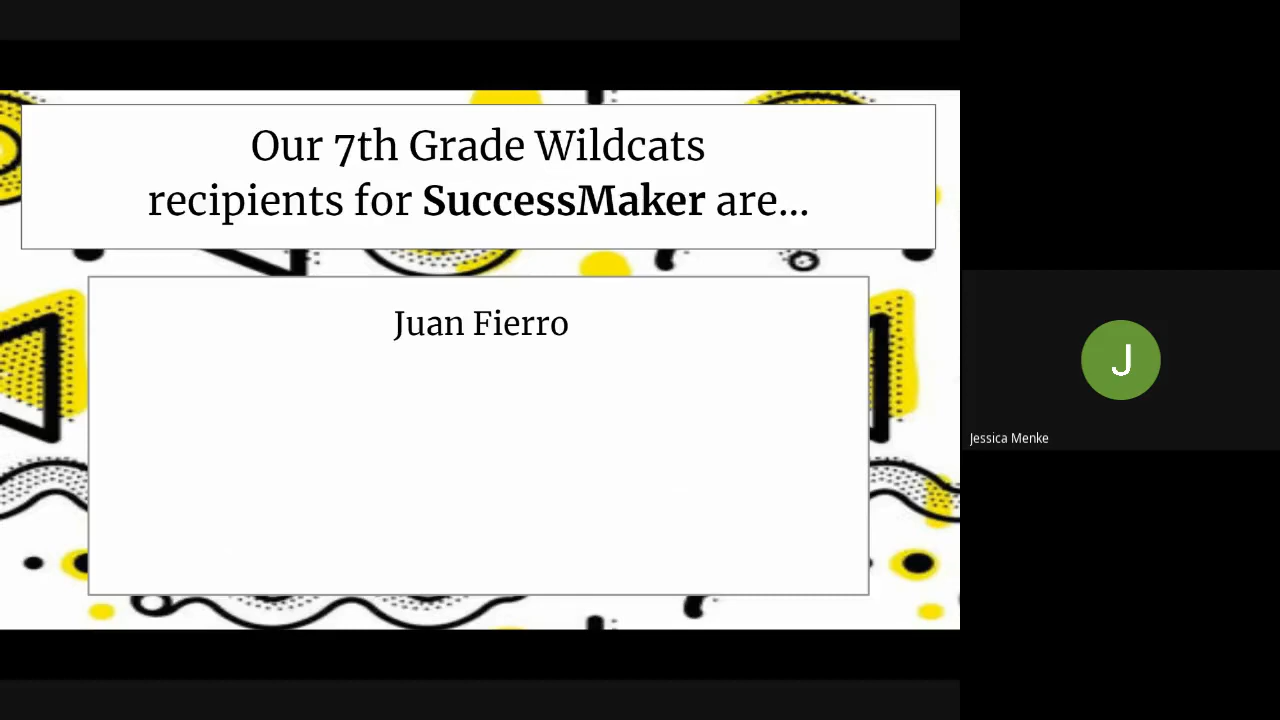 Our 7th Grade Wildcats
recipients for SuccessMaker are...
Juan Fierro
J
Jessica Menke